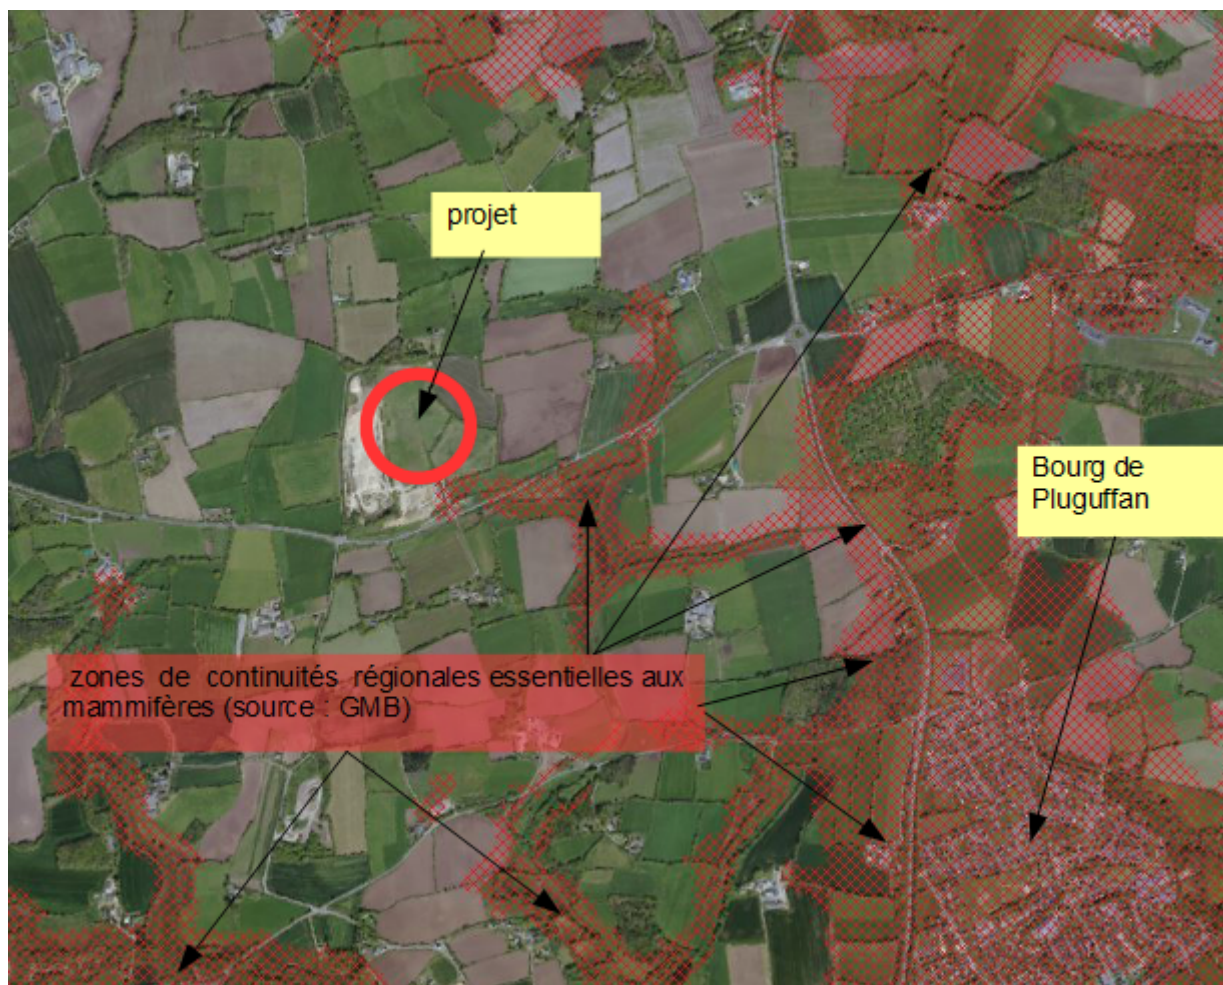 projet
Bourg de
Pluguffan
zones de continuités régionales essentielles aux
mammifères (source : GMB)